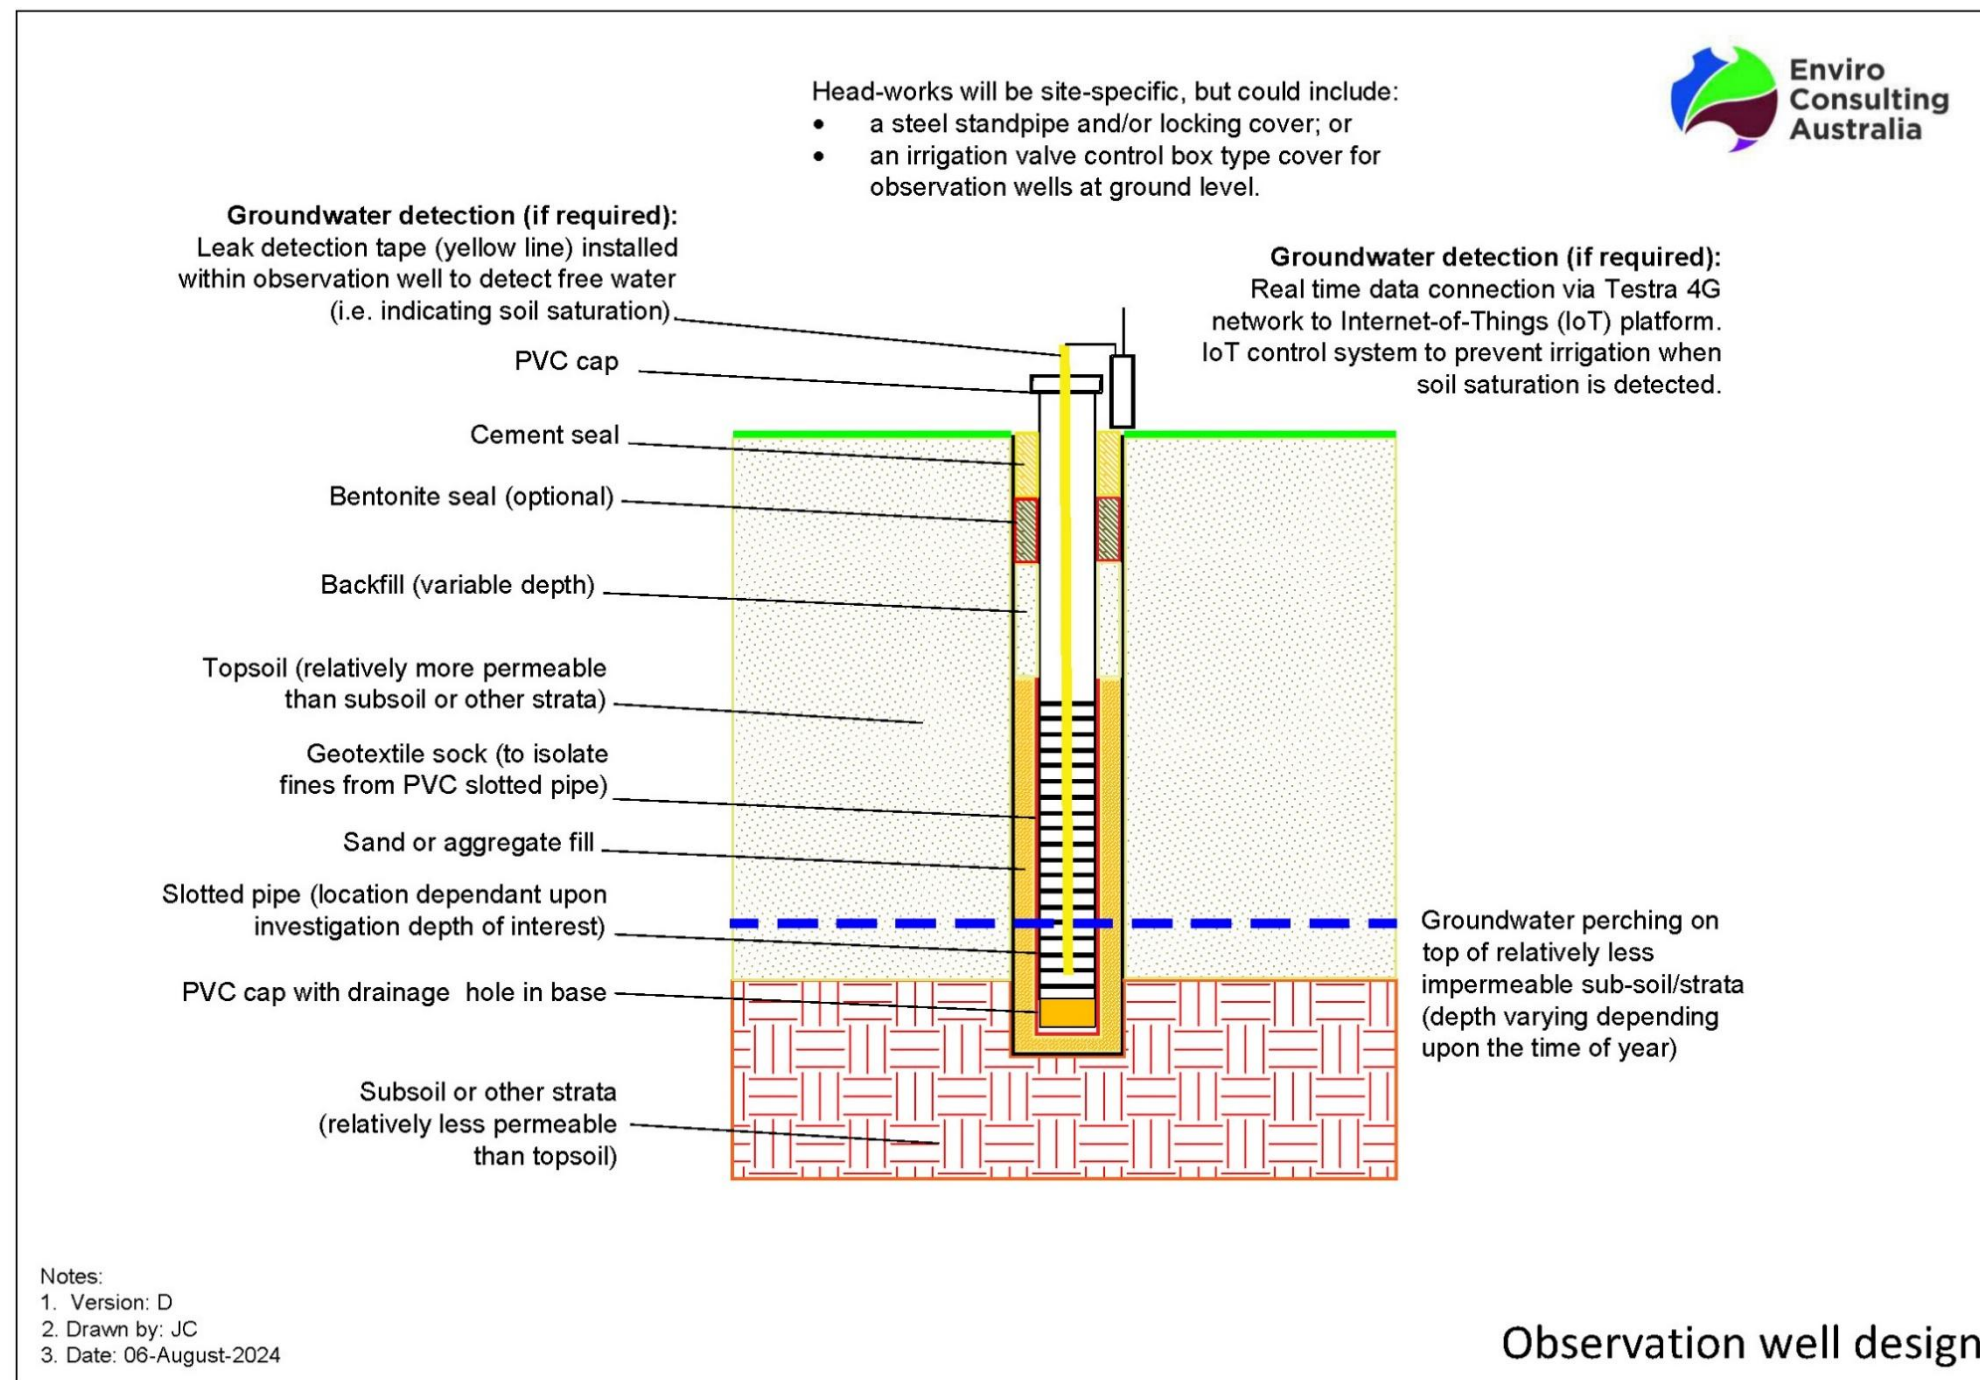 Enviro
Consulting
Australia
Head-works will be site-specific, but could include:
• a steel standpipe and/or locking cover; or
• an irrigation valve control box type cover for
observation wells at ground level.
Groundwater detection (if required):
Leak detection tape (yellow line) installed
within observation well to detect free water
(i.e. indicating soil saturation).
Groundwater detection (if required):
Real time data connection via Testra 4G
network to Internet-of-Things (IoT) platform.
IoT control system to prevent irrigation when
soil saturation is detected.
PVC cap
Cement seal
Bentonite seal (optional)
Backfill (variable depth)
Topsoil (relatively more permeable
than subsoil or other strata)
Geotextile sock (to isolate
fines from PVC slotted pipe)
Sand or aggregate fill
Slotted pipe (location dependant upon
investigation depth of interest)
PVC cap with drainage hole in base
Subsoil or other strata
(relatively less permeable
than topsoil)
Groundwater perching on
top of relatively less
impermeable sub-soil/strata
(depth varying depending
upon the time of year)
Notes:
1. Version: D
2. Drawn by: JC
3. Date: 06-August-2024
Observation well design